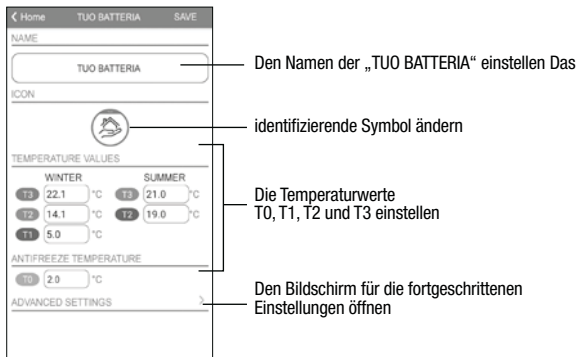 Home TUO BATTERIA SAVE
NAME
TUO BATTERIA
Den Namen der „TUO BATTERIA“ einstellen Das
ICON
identifizierende Symbol ändern
TEMPERATURE VALUES
WINTER SUMMER
T3 22.1 °C T3 21.0 °C
T2 14.1 °C T2 19.0 °C
T1 5.0 °C
Die Temperaturwerte
T0, T1, T2 und T3 einstellen
ANTIFREEZE TEMPERATURE
T0 2.0 °C
ADVANCED SETTINGS
Den Bildschirm für die fortgeschrittenen
Einstellungen öffnen